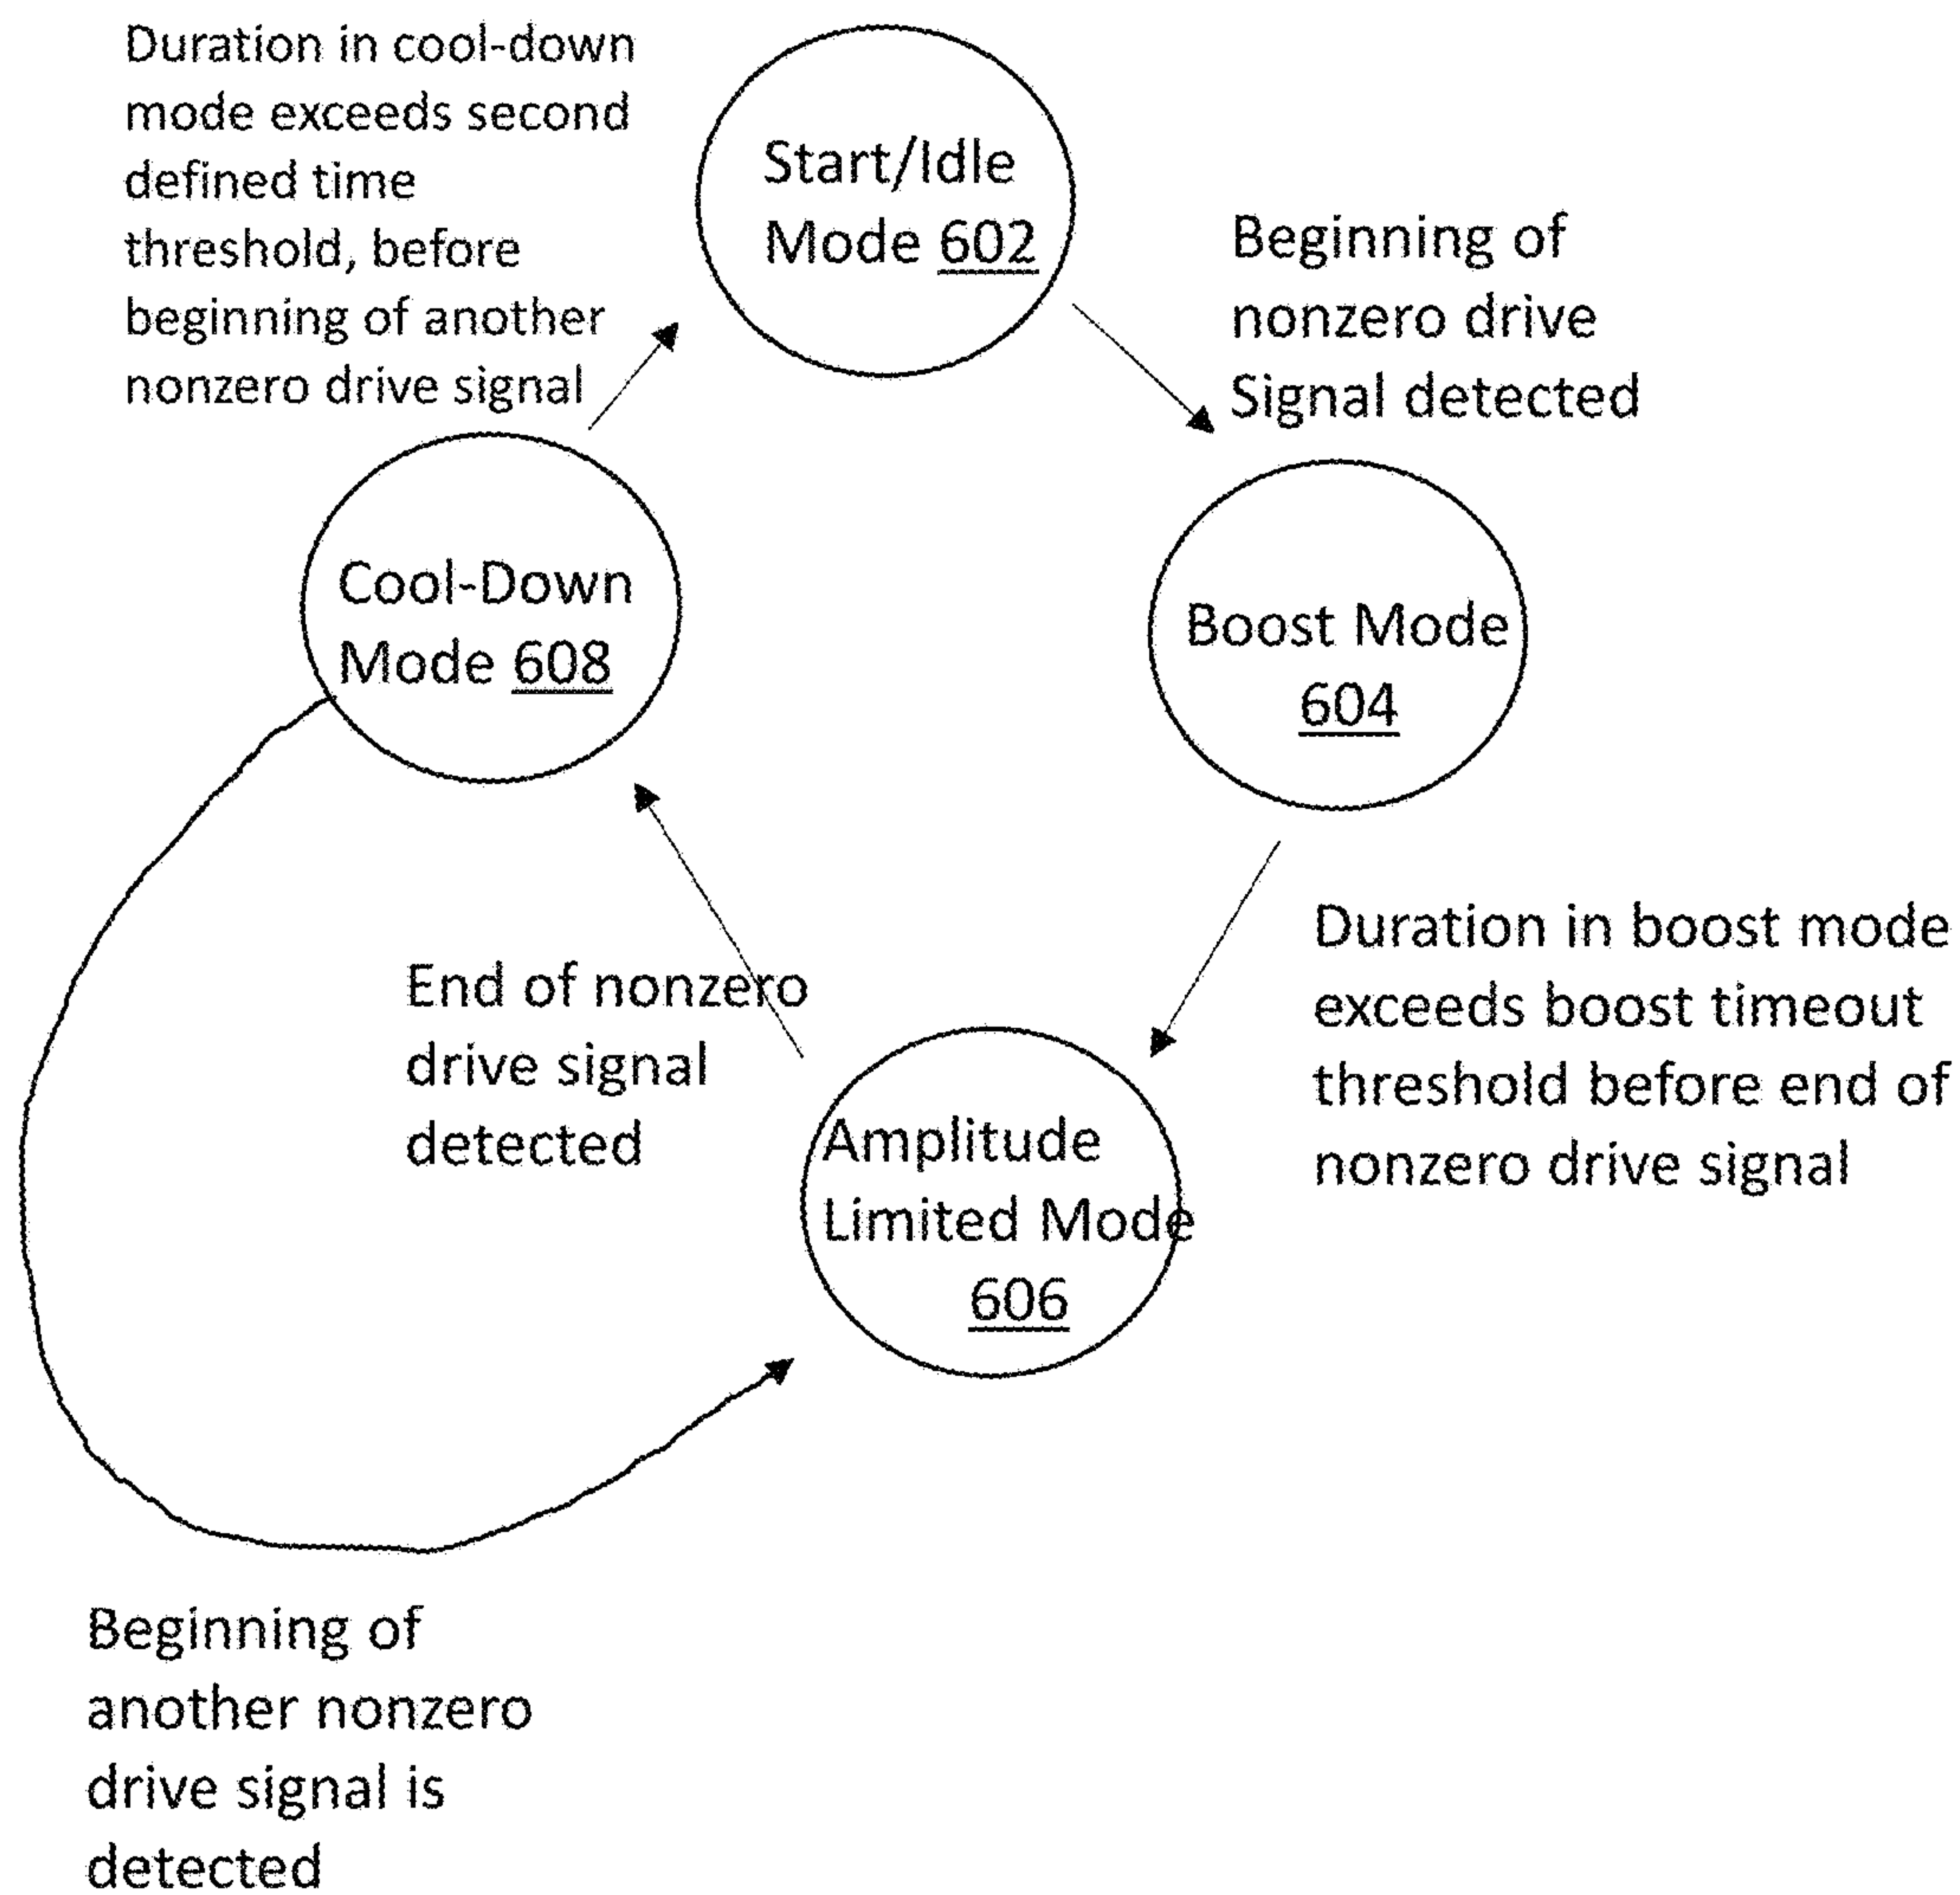 Duration in cool-down
mode exceeds second
defined time
threshold, before
beginning of another
nonzero drive signal
Start/Idle
Mode 602
Beginning of
nonzero drive
Signal detected
Cool-Down
Mode 608
Boost Mode
604
End of nonzero
drive signal
detected
Duration in boost mode
exceeds boost timeout
threshold before end of
nonzero drive signal
Amplitude
Limited Mode
606
Beginning of
another nonzero
drive signal is
detected